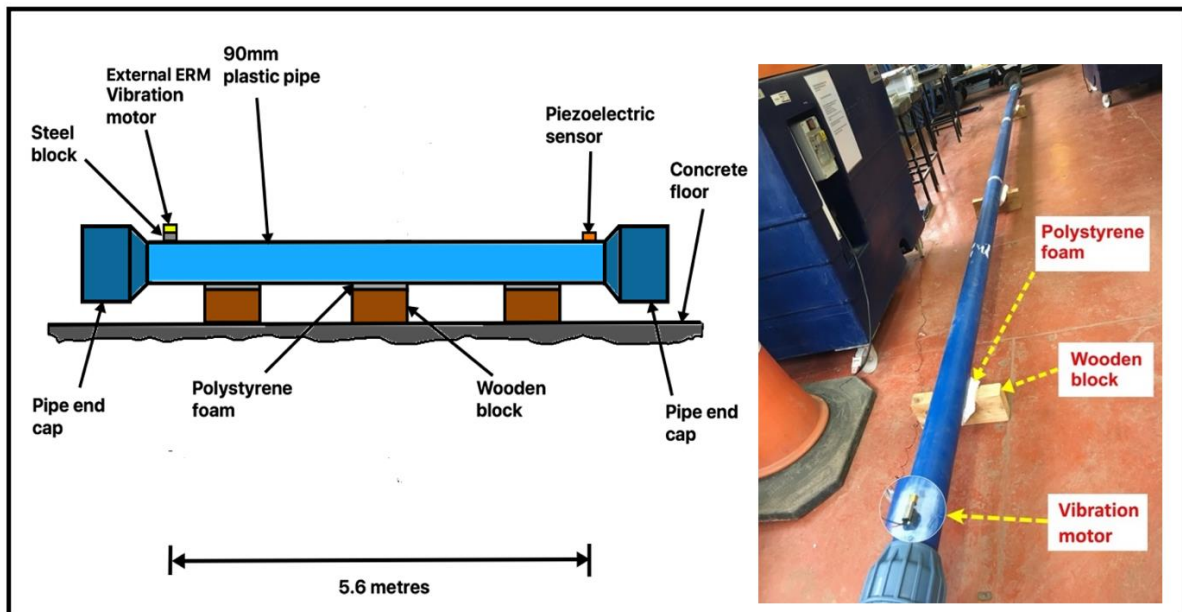 90mm
plastic pipe
External ERM
Vibration
motor
Steel
block
Piezoelectric
sensor
Concrete
floor
Pipe end
cap
Polystyrene
foam
Wooden
block
Pipe end
cap
5.6 metres
Polystyrene
foam
Wooden
block
Vibration
motor